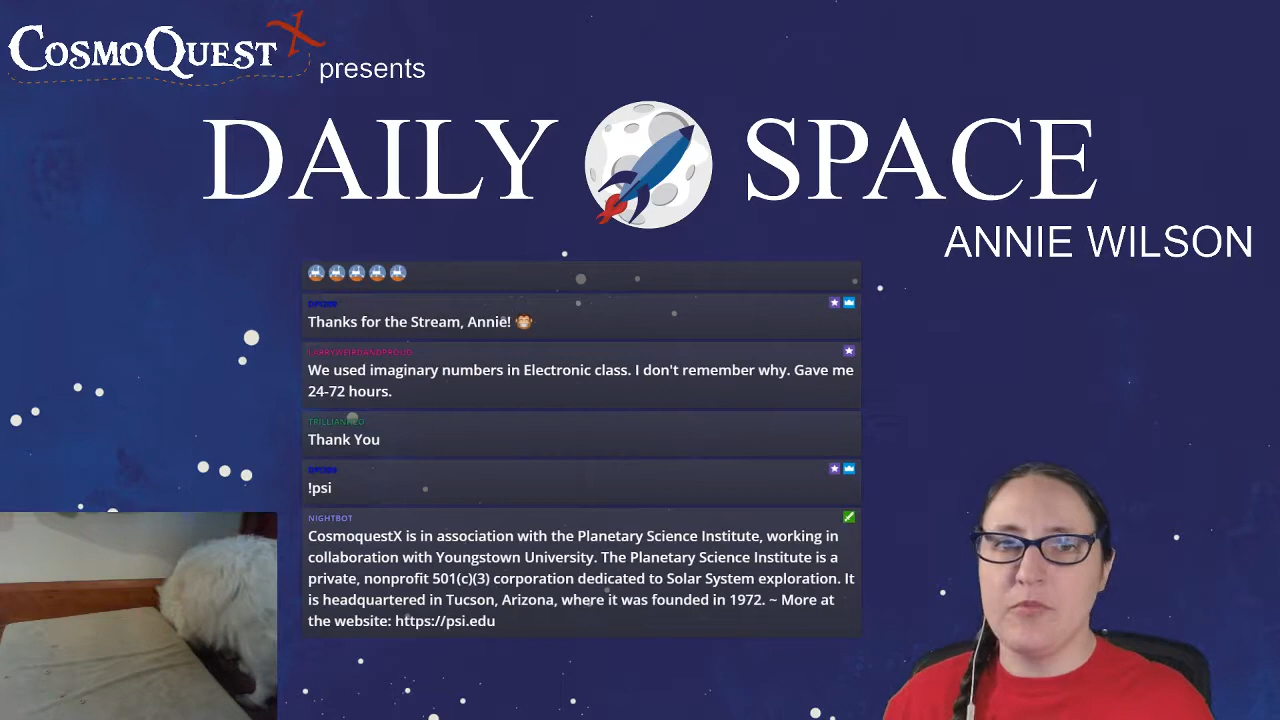 COSMOQUEST X
presents
DAILY SPACE
ANNIE WILSON
Thanks for the Stream, Annie!
LARRYWEIRDANDPROUD
We used imaginary numbers in Electronic class. I don't remember why. Gave me
24-72 hours.
Thank You
!psi
NIGHTBOT
CosmoquestX is in association with the Planetary Science Institute, working in
collaboration with Youngstown University. The Planetary Science Institute is a
private, nonprofit 501(c)(3) corporation dedicated to Solar System exploration. It
is headquartered in Tucson, Arizona, where it was founded in 1972. ~ More at
the website: https://psi.edu